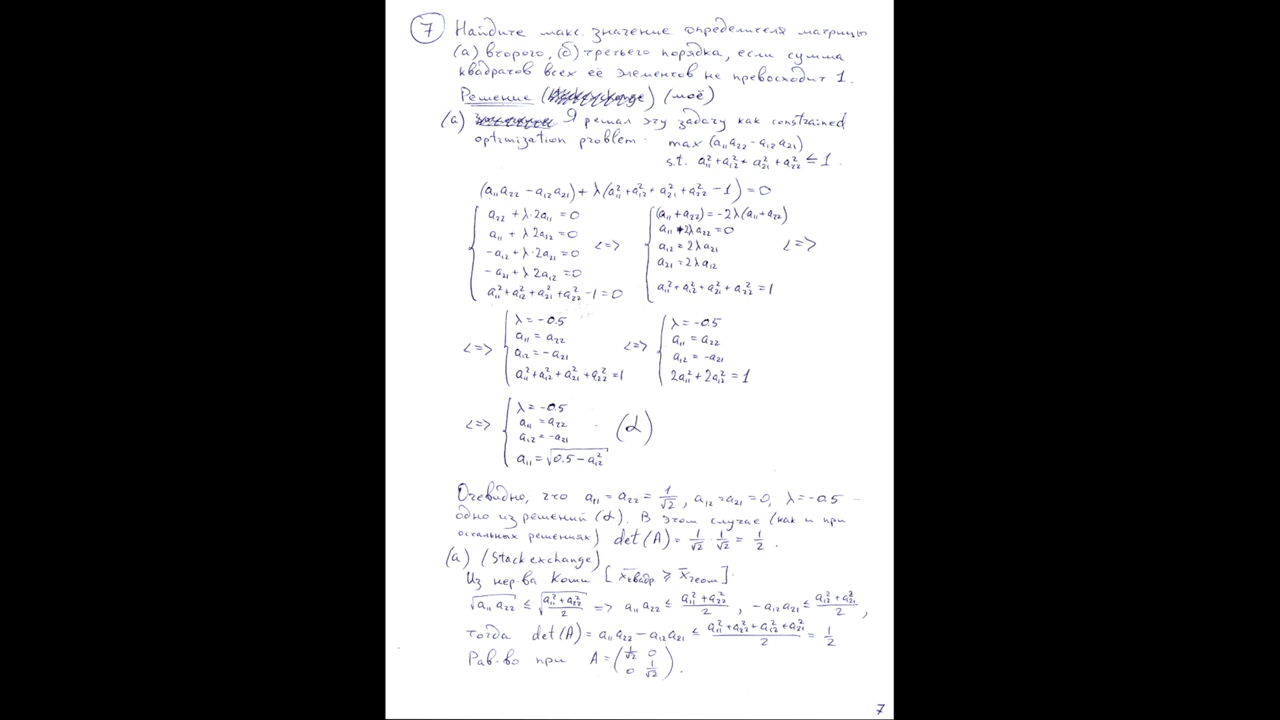 7 Найдите макс. значение определителя матрицы
(а) второго, (б) третьего порядка, если сумма
квадратов всех её элементов не превосходит 1.
Решение (моё)
(а) Я решал эту задачу как constrained
optimization problem: max (a₁₁a₂₂ - a₁₂a₂₁)
s.t. a₁₁² + a₁₂² + a₂₁² + a₂₂² ≤ 1.
(a₁₁a₂₂ - a₁₂a₂₁) + λ(a₁₁² + a₁₂² + a₂₁² + a₂₂² - 1) = 0
{ a₂₂ + λ·2a₁₁ = 0
a₁₁ + λ2a₂₂ = 0
-a₁₂ + λ·2a₂₁ = 0
-a₂₁ + λ2a₁₂ = 0
a₁₁² + a₁₂² + a₂₁² + a₂₂² - 1 = 0
<=> { (a₁₁ + a₂₂) = -2λ(a₁₁ + a₂₂)
a₁₁ + 2λa₂₂ = 0
a₁₂ = 2λa₂₁
a₂₁ = 2λa₁₂
a₁₁² + a₁₂² + a₂₁² + a₂₂² = 1
<=>
<=> { λ = -0.5
a₁₁ = a₂₂
a₁₂ = -a₂₁
a₁₁² + a₁₂² + a₂₁² + a₂₂² = 1
<=> { λ = -0.5
a₁₁ = a₂₂
a₁₂ = -a₂₁
2a₁₁² + 2a₁₂² = 1
<=> { λ = -0.5
a₁₁ = a₂₂
a₁₂ = -a₂₁
a₁₁ = √(0.5 - a₁₂²)
(α)
Очевидно, что a₁₁ = a₂₂ = 1/√2, a₁₂ = a₂₁ = 0, λ = -0.5 -
одно из решений (α). В этом случае (как и при
остальных решениях) det(A) = 1/√2 · 1/√2 = 1/2.
(а) (Stackexchange)
Из нер-ва Коши [x̄квадр ≥ x̄геом].
√(a₁₁a₂₂) ≤ √((a₁₁² + a₂₂²)/2) => a₁₁a₂₂ ≤ (a₁₁² + a₂₂²)/2, -a₁₂a₂₁ ≤ (a₁₂² + a₂₁²)/2,
тогда det(A) = a₁₁a₂₂ - a₁₂a₂₁ ≤ (a₁₁² + a₂₂² + a₁₂² + a₂₁²)/2 = 1/2
Рав-во при A = (1/√2 0
0 1/√2).
7